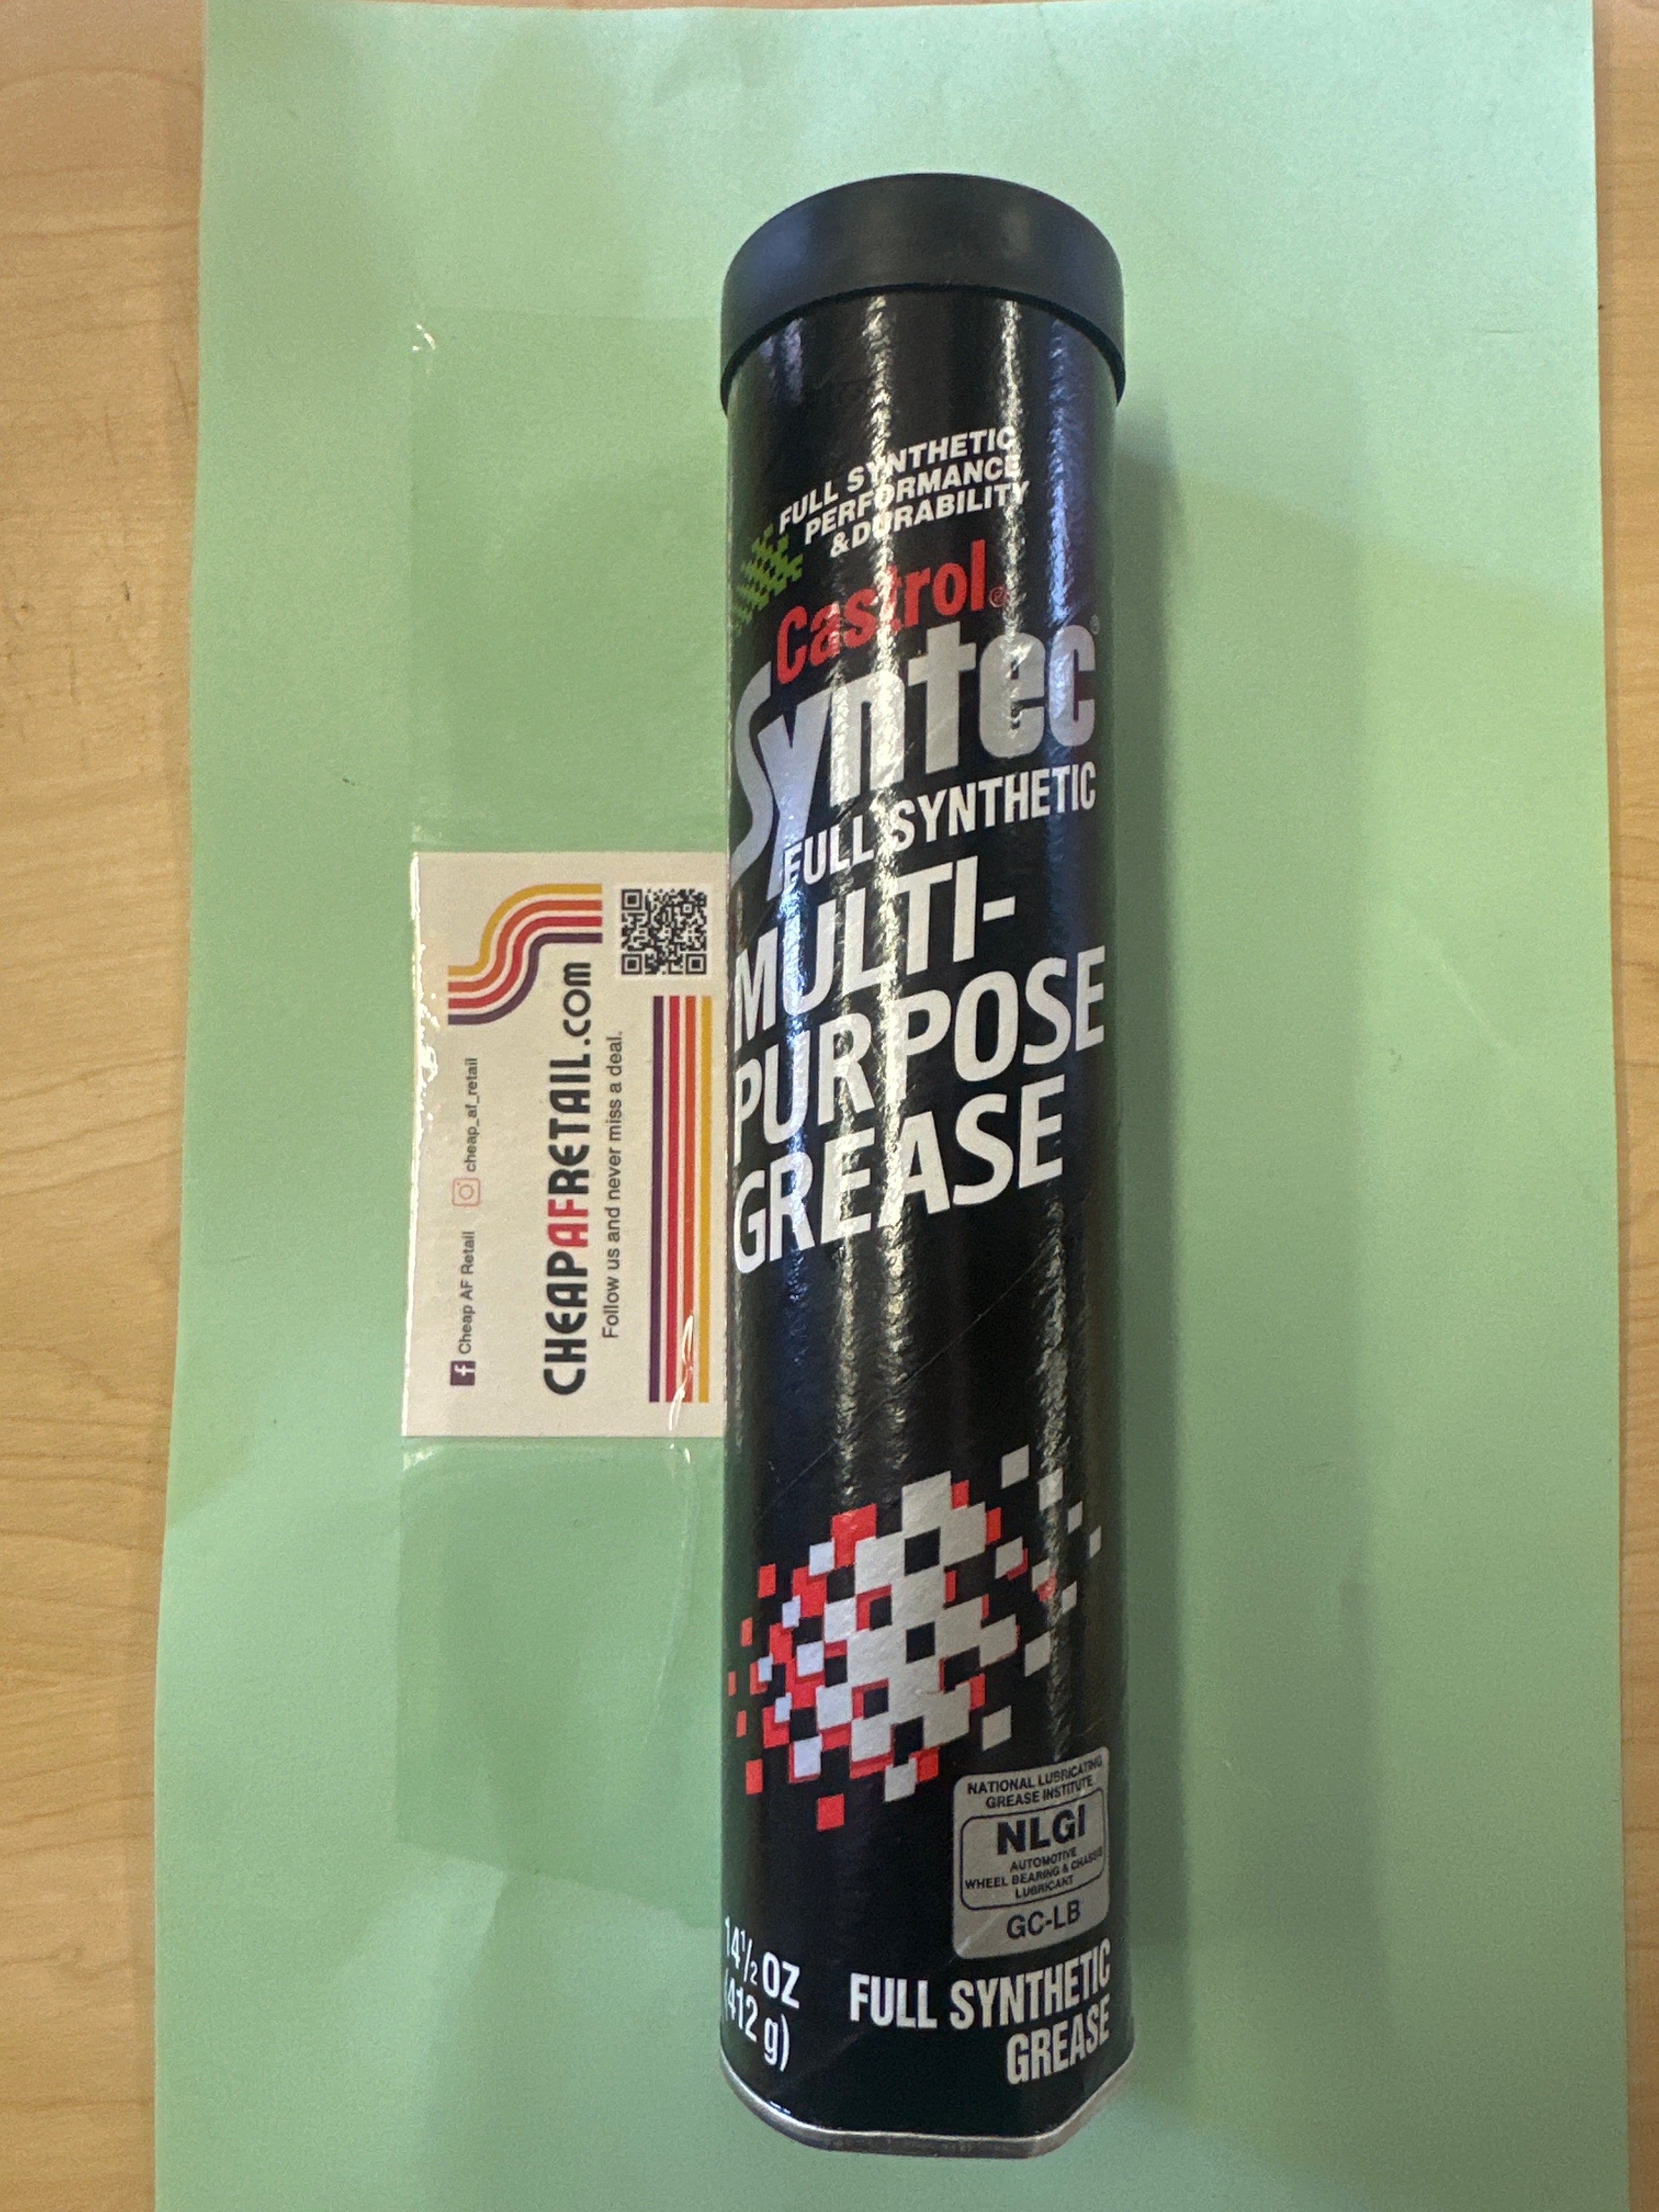 FULL SYNTHETIC
PERFORMANCE
& DURABILITY
Castrol®
Syntec®
FULL SYNTHETIC
MULTI-
PURPOSE
GREASE
NATIONAL LUBRICATING
GREASE INSTITUTE
NLGI
AUTOMOTIVE
WHEEL BEARING & CHASSIS
LUBRICANT
GC-LB
14½ OZ
(412 g)
FULL SYNTHETIC
GREASE
Cheap AF Retail cheap_af_retail
CHEAPAFRETAIL.COM
Follow us and never miss a deal.